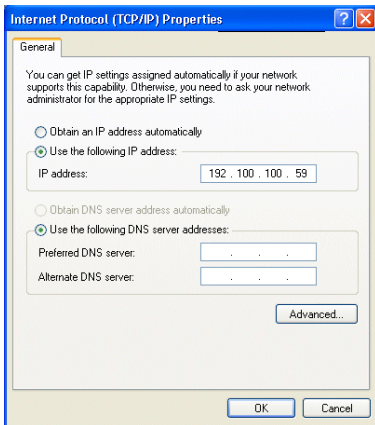 Internet Protocol (TCP/IP) Properties
General
You can get IP settings assigned automatically if your network
supports this capability. Otherwise, you need to ask your network
administrator for the appropriate IP settings.
Obtain an IP address automatically
Use the following IP address:
IP address: 192 . 100 . 100 . 59
Obtain DNS server address automatically
Use the following DNS server addresses:
Preferred DNS server: . . .
Alternate DNS server: . . .
Advanced...
OK Cancel